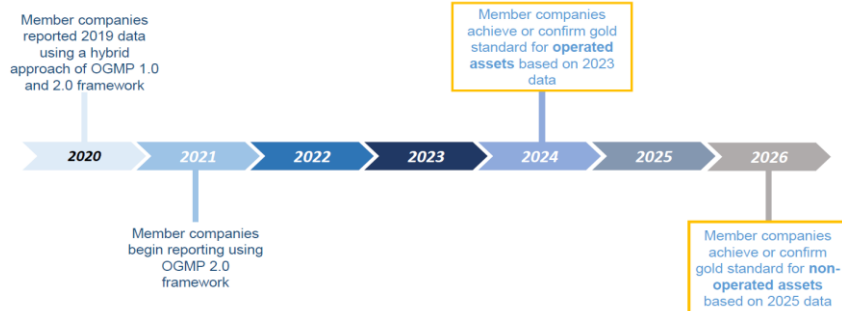 Member companies
reported 2019 data
using a hybrid
approach of OGMP 1.0
and 2.0 framework
Member companies
achieve or confirm gold
standard for operated
assets based on 2023
data
2020
2021
2022
2023
2024
2025
2026
Member companies
begin reporting using
OGMP 2.0
framework
Member companies
achieve or confirm
gold standard for non-
operated assets
based on 2025 data